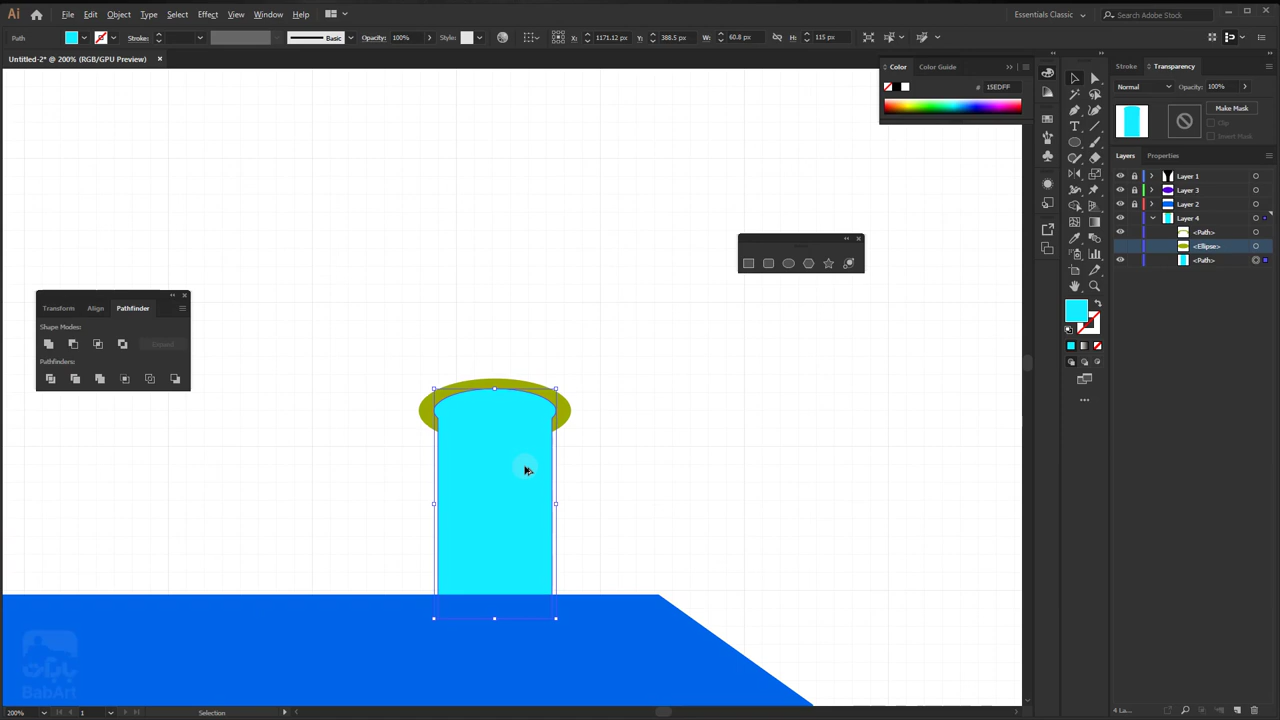 Ai File Edit Object Type Select Effect View Window Help Essentials Classic Search Adobe Stock
Path Stroke: Basic Opacity: 100% Style: X: 1171.12 px Y: 388.5 px W: 60.8 px H: 115 px
Untitled-2* @ 200% (RGB/GPU Preview) ×
Color Color Guide
# 15EDFF
Stroke Transparency
Normal Opacity: 100%
Make Mask
Clip
Invert Mask
Layers Properties
Layer 1
Layer 3
Layer 2
Layer 4
<Path>
<Ellipse>
<Path>
Transform Align Pathfinder
Shape Modes:
Expand
Pathfinders:
باب‌آرت
BabArt
200% 1 Selection 4 La...